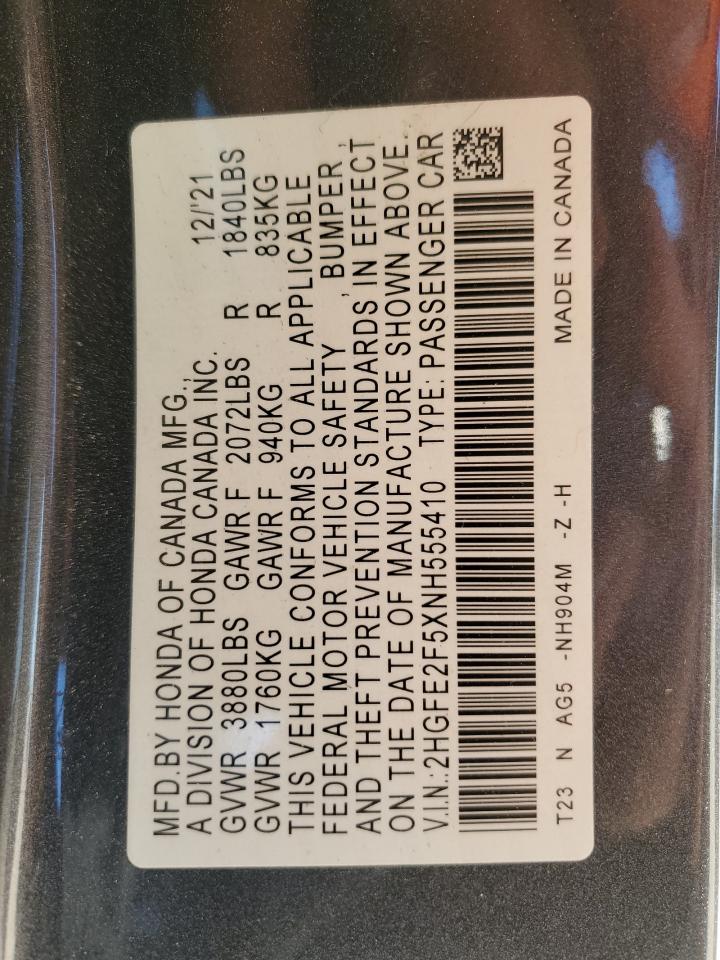 MFD.BY HONDA OF CANADA MFG.,
A DIVISION OF HONDA CANADA INC. 12/'21
GVWR 3880LBS GAWR F 2072LBS R 1840LBS
GVWR 1760KG GAWR F 940KG R 835KG
THIS VEHICLE CONFORMS TO ALL APPLICABLE
FEDERAL MOTOR VEHICLE SAFETY , BUMPER ,
AND THEFT PREVENTION STANDARDS IN EFFECT
ON THE DATE OF MANUFACTURE SHOWN ABOVE.
V.I.N.:2HGFE2F5XNH555410 TYPE: PASSENGER CAR
T23 N AG5 -NH904M -Z -H MADE IN CANADA